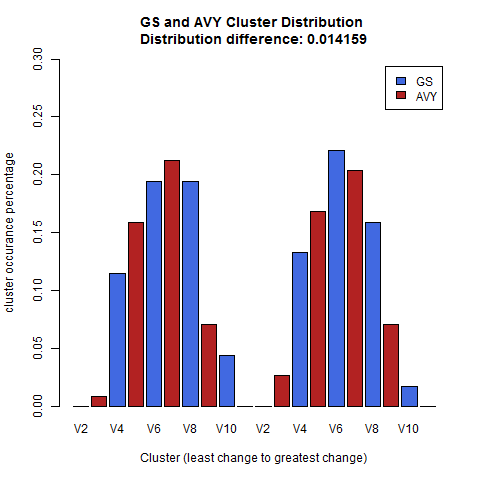 GS and AVY Cluster Distribution
Distribution difference: 0.014159
GS
AVY
cluster occurance percentage
0.30
0.25
0.20
0.15
0.10
0.05
0.00
V2 V4 V6 V8 V10 V2 V4 V6 V8 V10
Cluster (least change to greatest change)